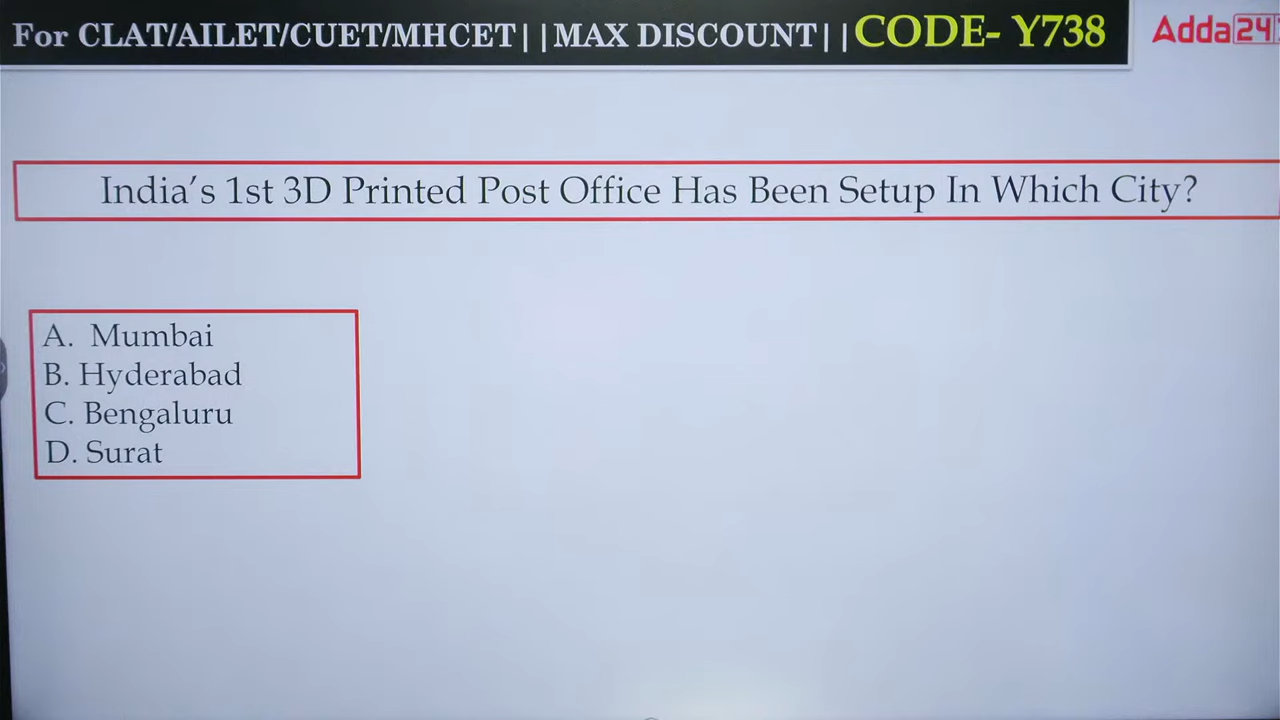 For CLAT/AILET/CUET/MHCET||MAX DISCOUNT||CODE- Y738
Adda24
India's 1st 3D Printed Post Office Has Been Setup In Which City?
A. Mumbai
B. Hyderabad
C. Bengaluru
D. Surat